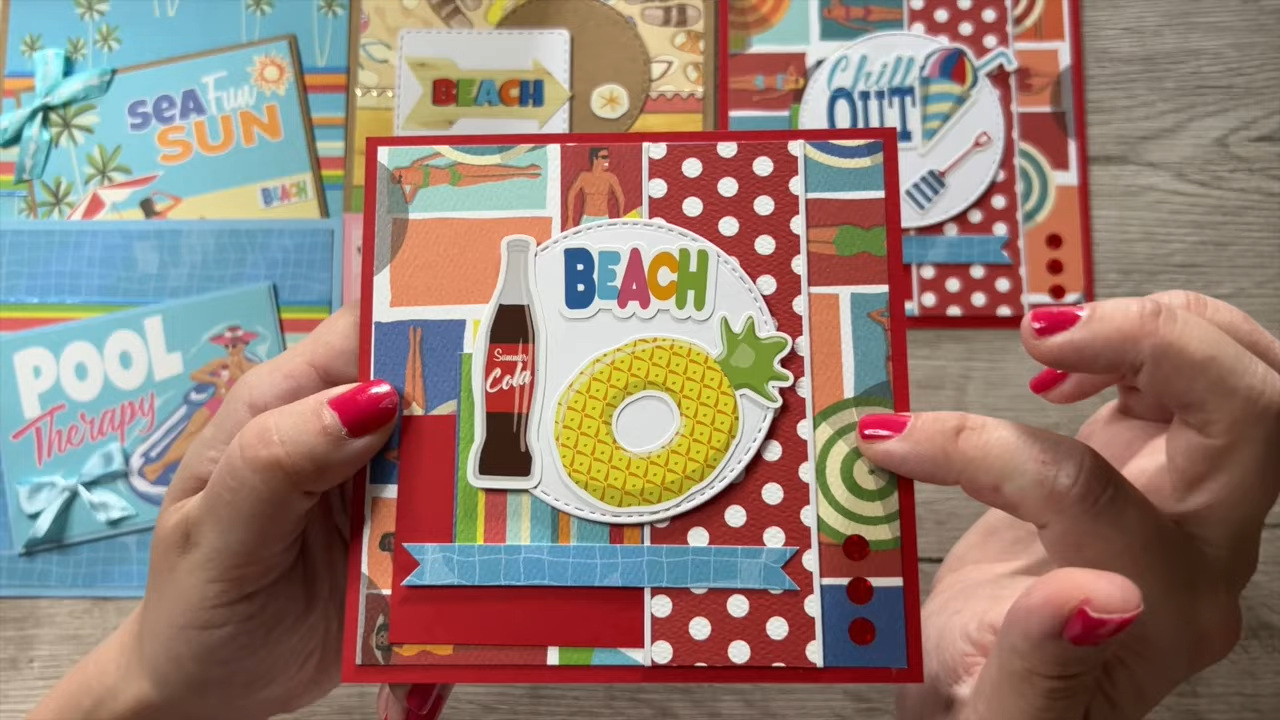 SEA Fun
SUN
BEACH
BEACH
Chill
OUT
BEACH
Summer
Cola
POOL
Therapy